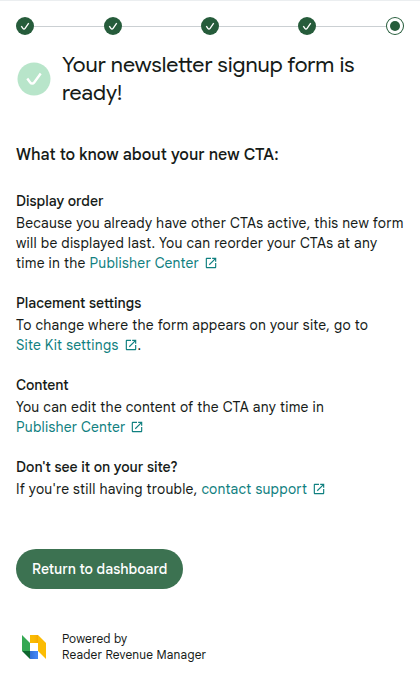 Your newsletter signup form is
ready!
What to know about your new CTA:
Display order
Because you already have other CTAs active, this new form
will be displayed last. You can reorder your CTAs at any
time in the Publisher Center
Placement settings
To change where the form appears on your site, go to
Site Kit settings.
Content
You can edit the content of the CTA any time in
Publisher Center
Don't see it on your site?
If you're still having trouble, contact support
Return to dashboard
Powered by
Reader Revenue Manager